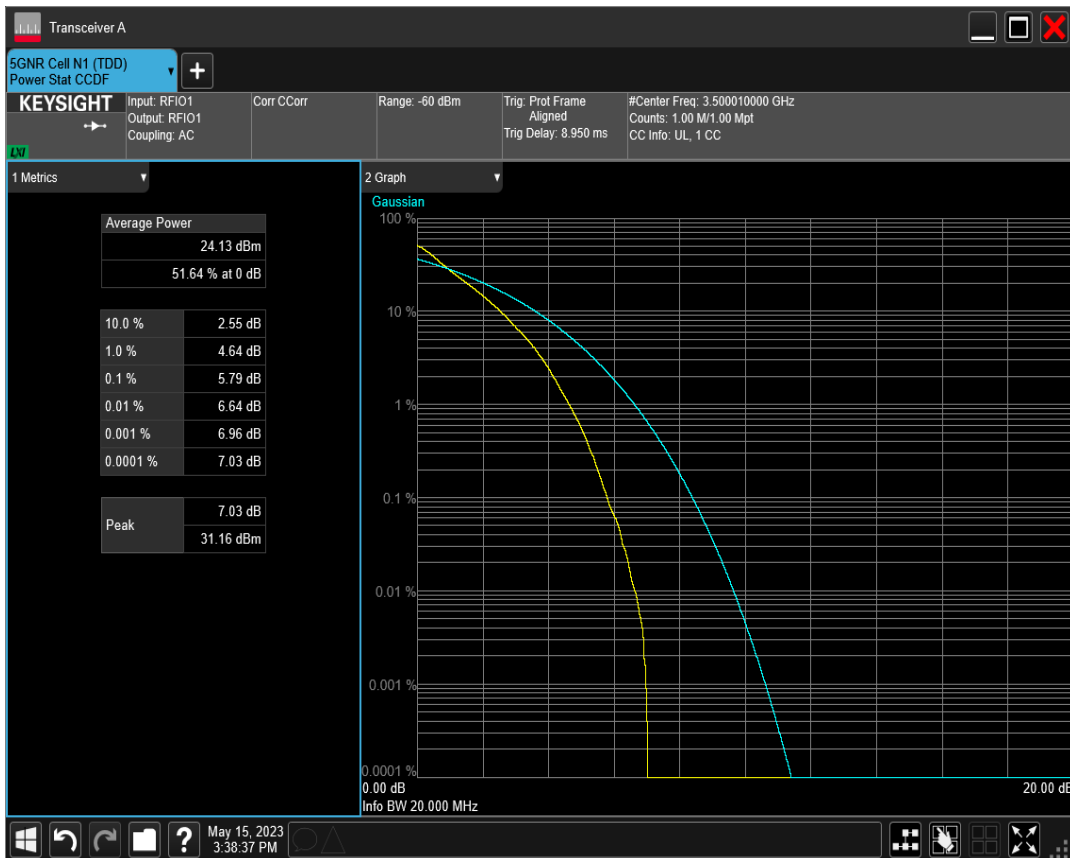 Transceiver A
5GNR Cell N1 (TDD)
Power Stat CCDF
+
KEYSIGHT
LXI
Input: RFIO1
Output: RFIO1
Coupling: AC
Corr CCorr
Range: -60 dBm
Trig: Prot Frame
Aligned
Trig Delay: 8.950 ms
#Center Freq: 3.500010000 GHz
Counts: 1.00 M/1.00 Mpt
CC Info: UL, 1 CC
1 Metrics
Average Power
24.13 dBm
51.64 % at 0 dB
10.0 % 2.55 dB
1.0 % 4.64 dB
0.1 % 5.79 dB
0.01 % 6.64 dB
0.001 % 6.96 dB
0.0001 % 7.03 dB
Peak
7.03 dB
31.16 dBm
2 Graph
Gaussian
100 %
10 %
1 %
0.1 %
0.01 %
0.001 %
0.0001 %
0.00 dB 20.00 dB
Info BW 20.000 MHz
?
May 15, 2023
3:38:37 PM